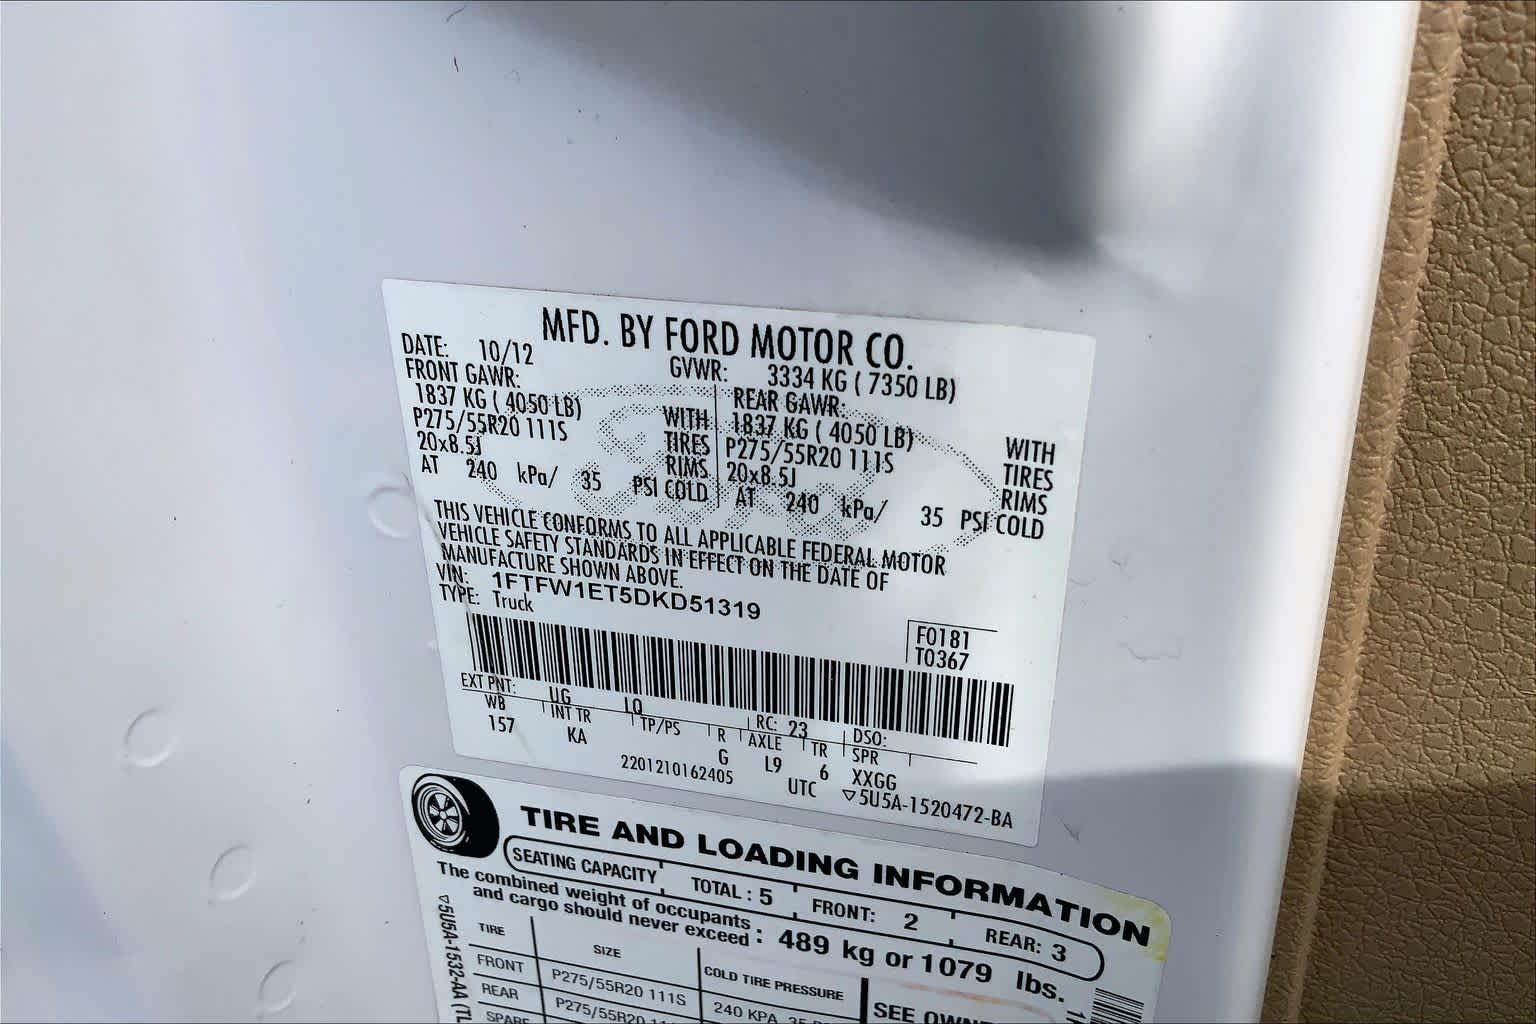 MFD. BY FORD MOTOR CO.
DATE: 10/12 GVWR: 3334 KG ( 7350 LB)
FRONT GAWR: REAR GAWR:
1837 KG ( 4050 LB) WITH 1837 KG ( 4050 LB) WITH
P275/55R20 111S TIRES P275/55R20 111S TIRES
20x8.5J RIMS 20x8.5J RIMS
AT 240 kPa/ 35 PSI COLD AT 240 kPa/ 35 PSI COLD
THIS VEHICLE CONFORMS TO ALL APPLICABLE FEDERAL MOTOR
VEHICLE SAFETY STANDARDS IN EFFECT ON THE DATE OF
MANUFACTURE SHOWN ABOVE.
VIN: 1FTFW1ET5DKD51319
TYPE: Truck
F0181
T0367
EXT PNT: UG LQ RC: 23 DSO:
WB INT TR TP/PS R AXLE TR SPR
157 KA G L9 6 XXGG
2201210162405 UTC ▽5U5A-1520472-BA
TIRE AND LOADING INFORMATION
SEATING CAPACITY TOTAL : 5 FRONT: 2 REAR: 3
The combined weight of occupants
and cargo should never exceed : 489 kg or 1079 lbs.
▽5U5A-1532-AA
TIRE SIZE COLD TIRE PRESSURE
FRONT P275/55R20 111S 240 KPA, 35
REAR P275/55R20
SPARE
SEE